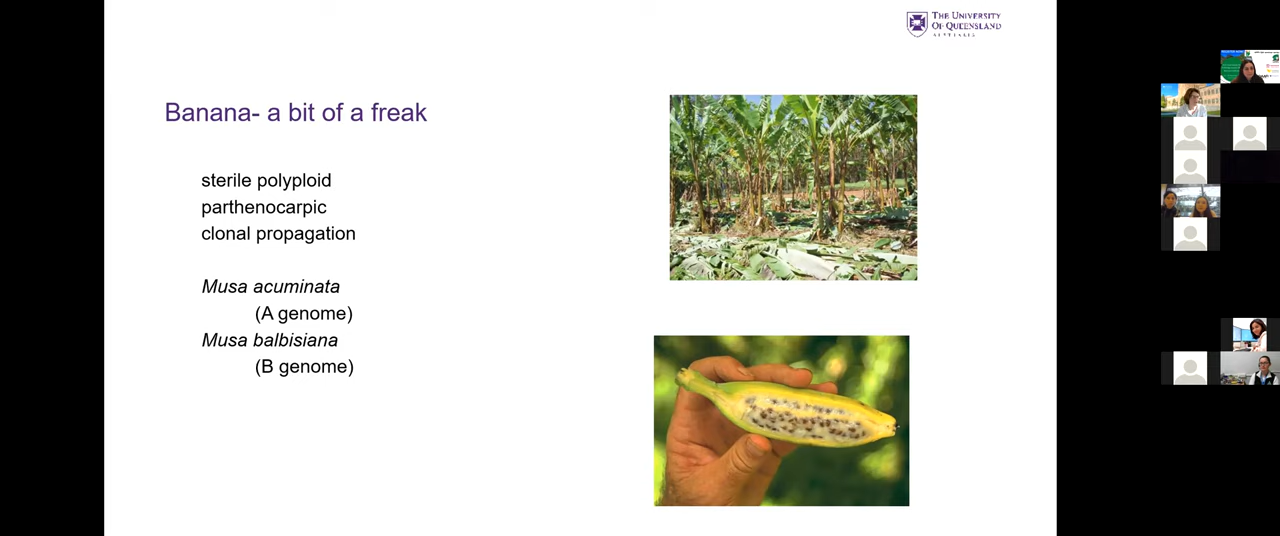 THE UNIVERSITY
OF QUEENSLAND
AUSTRALIA
Banana- a bit of a freak
sterile polyploid
parthenocarpic
clonal propagation
Musa acuminata
(A genome)
Musa balbisiana
(B genome)